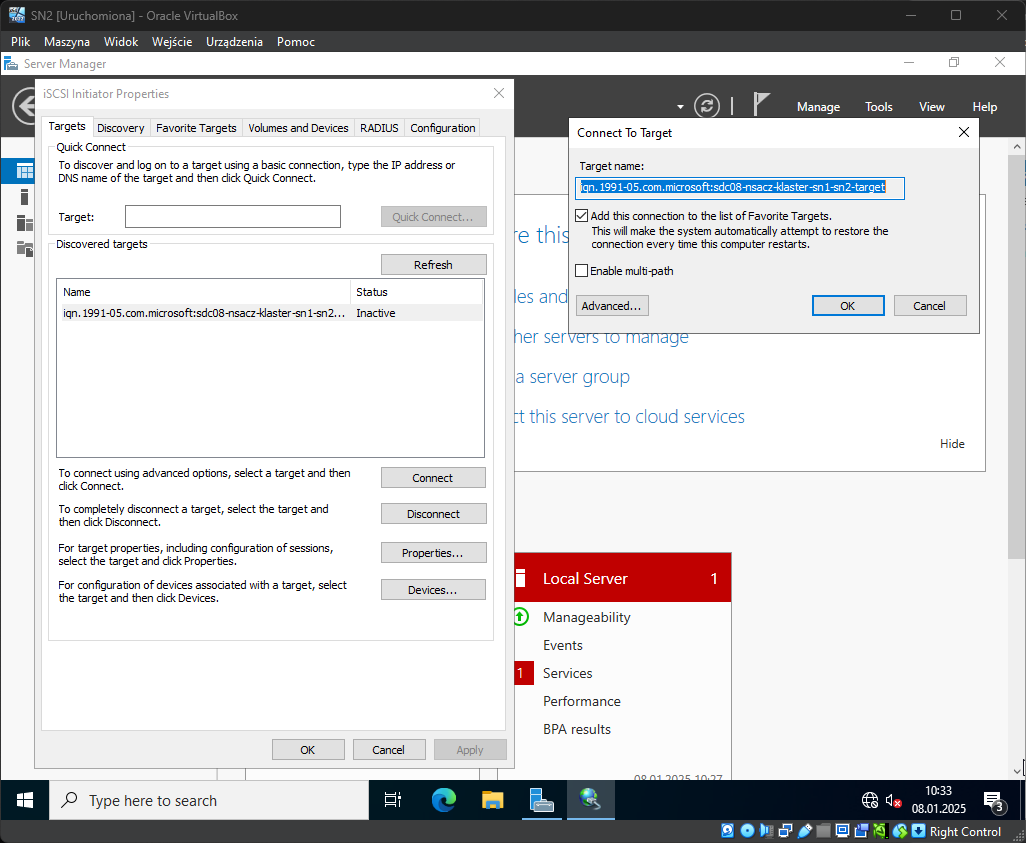 SN2 [Uruchomiona] - Oracle VirtualBox
Plik Maszyna Widok Wejście Urządzenia Pomoc
Server Manager
Manage Tools View Help
iSCSI Initiator Properties
Targets Discovery Favorite Targets Volumes and Devices RADIUS Configuration
Quick Connect
To discover and log on to a target using a basic connection, type the IP address or
DNS name of the target and then click Quick Connect.
Target:
Quick Connect...
Discovered targets
Refresh
Name Status
iqn.1991-05.com.microsoft:sdc08-nsacz-klaster-sn1-sn2... Inactive
To connect using advanced options, select a target and then
click Connect.
Connect
To completely disconnect a target, select the target and
then click Disconnect.
Disconnect
For target properties, including configuration of sessions,
select the target and click Properties.
Properties...
For configuration of devices associated with a target, select
the target and then click Devices.
Devices...
OK Cancel Apply
Connect To Target
Target name:
iqn.1991-05.com.microsoft:sdc08-nsacz-klaster-sn1-sn2-target
Add this connection to the list of Favorite Targets.
This will make the system automatically attempt to restore the
connection every time this computer restarts.
Enable multi-path
Advanced... OK Cancel
re this
les and
her servers to manage
a server group
ct this server to cloud services
Hide
Local Server 1
Manageability
Events
1 Services
Performance
BPA results
08.01.2025 10:27
Type here to search
10:33
08.01.2025
3
Right Control